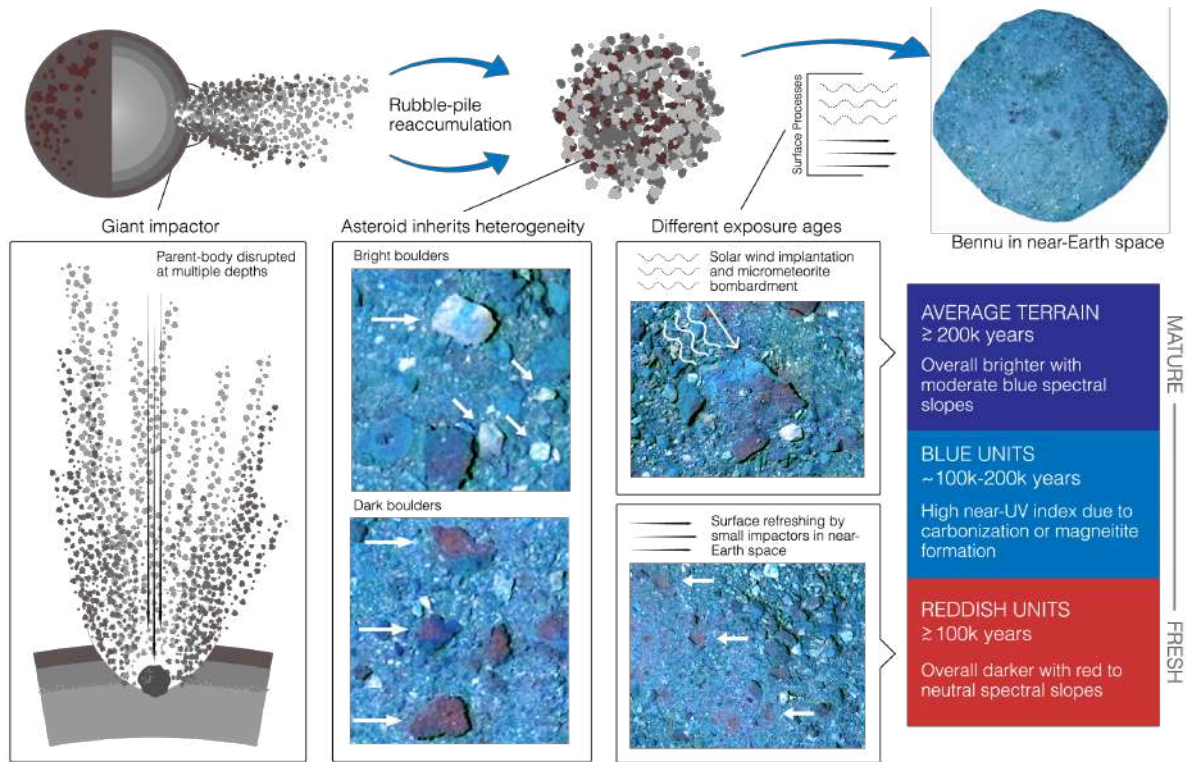 Rubble-pile
reaccumulation
Surface Processes
Giant impactor
Asteroid inherits heterogeneity
Different exposure ages
Bennu in near-Earth space
Parent-body disrupted
at multiple depths
Bright boulders
Dark boulders
Solar wind implantation
and micrometeorite
bombardment
Surface refreshing by
small impactors in near-
Earth space
AVERAGE TERRAIN
≥ 200k years
Overall brighter with
moderate blue spectral
slopes
BLUE UNITS
~100k-200k years
High near-UV index due to
carbonization or magneitite
formation
REDDISH UNITS
≥ 100k years
Overall darker with red to
neutral spectral slopes
MATURE
FRESH